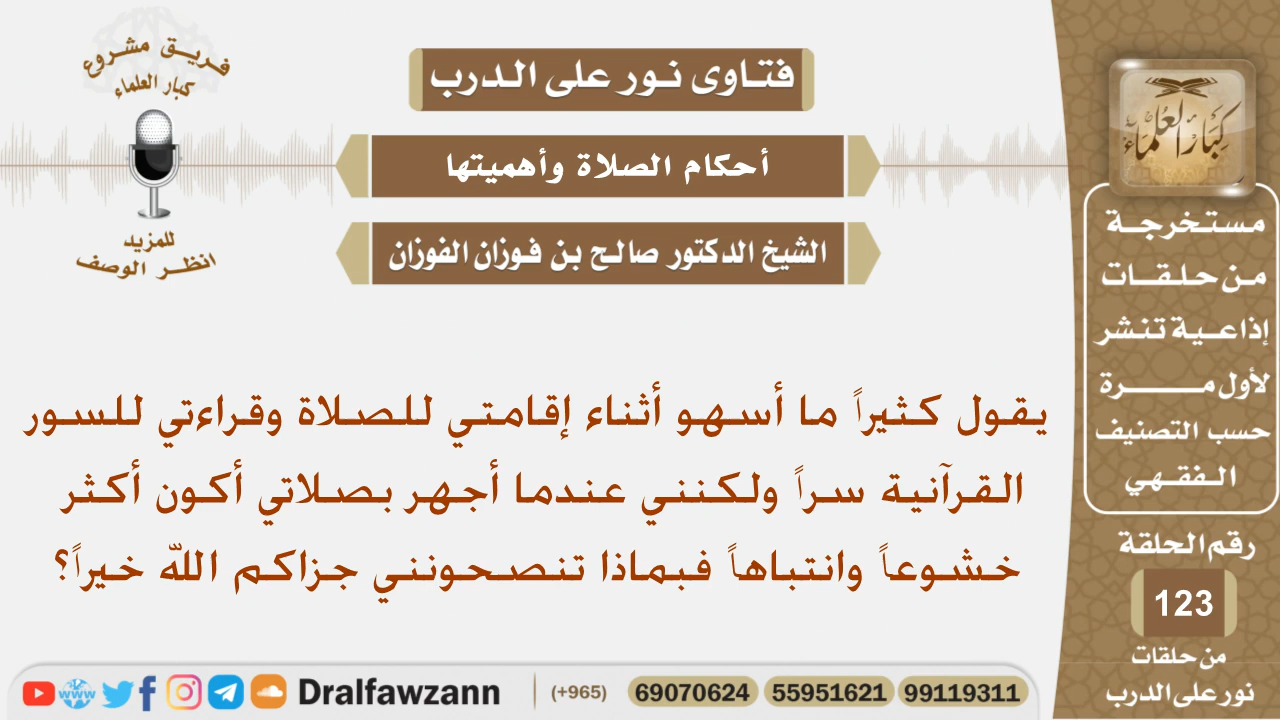 فريق مشروع
كبار العلماء
للمزيد
انظر الوصف
فتاوى نور على الدرب
أحكام الصلاة وأهميتها
الشيخ الدكتور صالح بن فوزان الفوزان
يقول كثيراً ما أسهو أثناء إقامتي للصلاة وقراءتي للسور
القرآنية سراً ولكنني عندما أجهر بصلاتي أكون أكثر
خشوعاً وانتباهاً فبماذا تنصحونني جزاكم الله خيراً؟
كبار العلماء
مستخرجة
من حلقات
إذاعية تنشر
لأول مرة
حسب التصنيف
الفقهي
رقم الحلقة
123
من حلقات
نور على الدرب
www Dralfawzann (+965) 69070624 55951621 99119311